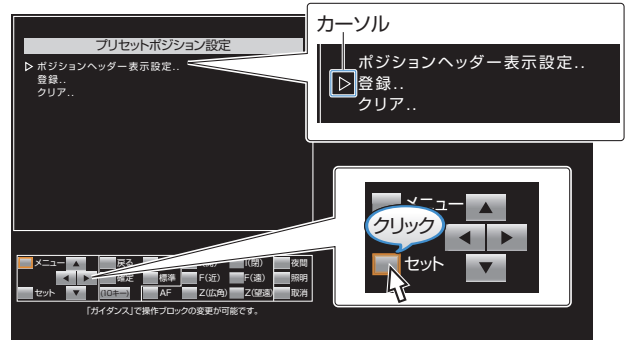 プリセットポジション設定
▷ ポジションヘッダー表示設定..
登録..
クリア..
カーソル
ポジションヘッダー表示設定..
▷ 登録..
クリア..
メニュー ▲
クリック
◀ ▶
セット ▼
メニュー ▲ 戻る I(閉) 夜間
◀ ▶ 確定 標準 F(近) F(遠) 照明
セット ▼ (10キー) AF Z(広角) Z(望遠) 取消
「ガイダンス」で操作ブロックの変更が可能です。